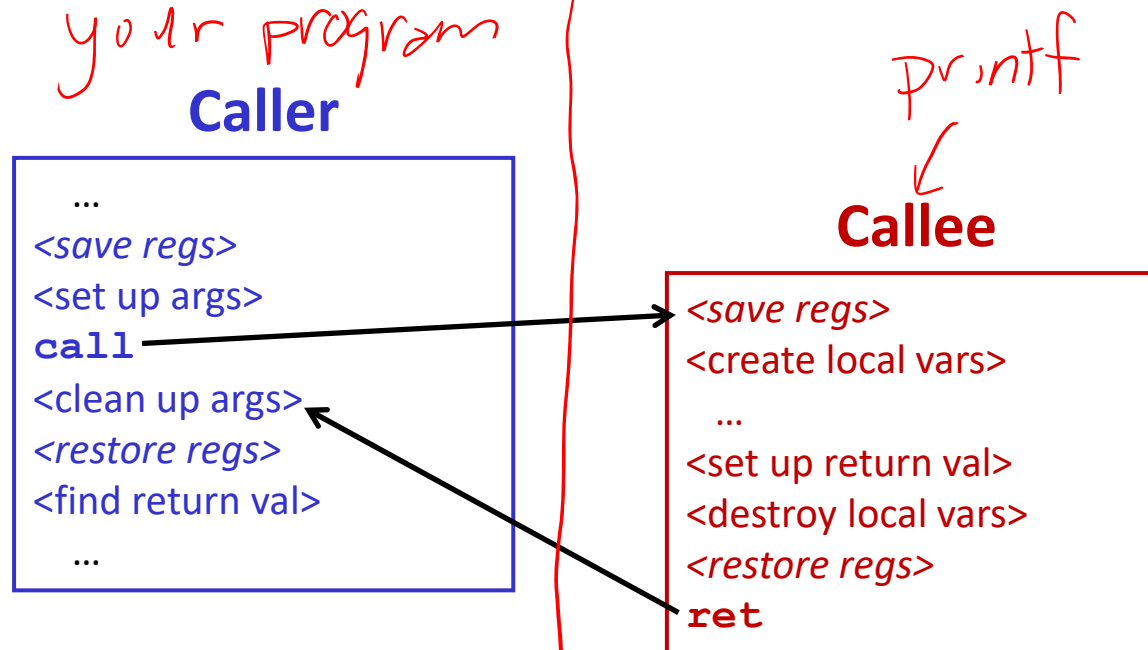 your program
Caller
...
<save regs>
<set up args>
call
<clean up args>
<restore regs>
<find return val>
...
printf
Callee
<save regs>
<create local vars>
...
<set up return val>
<destroy local vars>
<restore regs>
ret